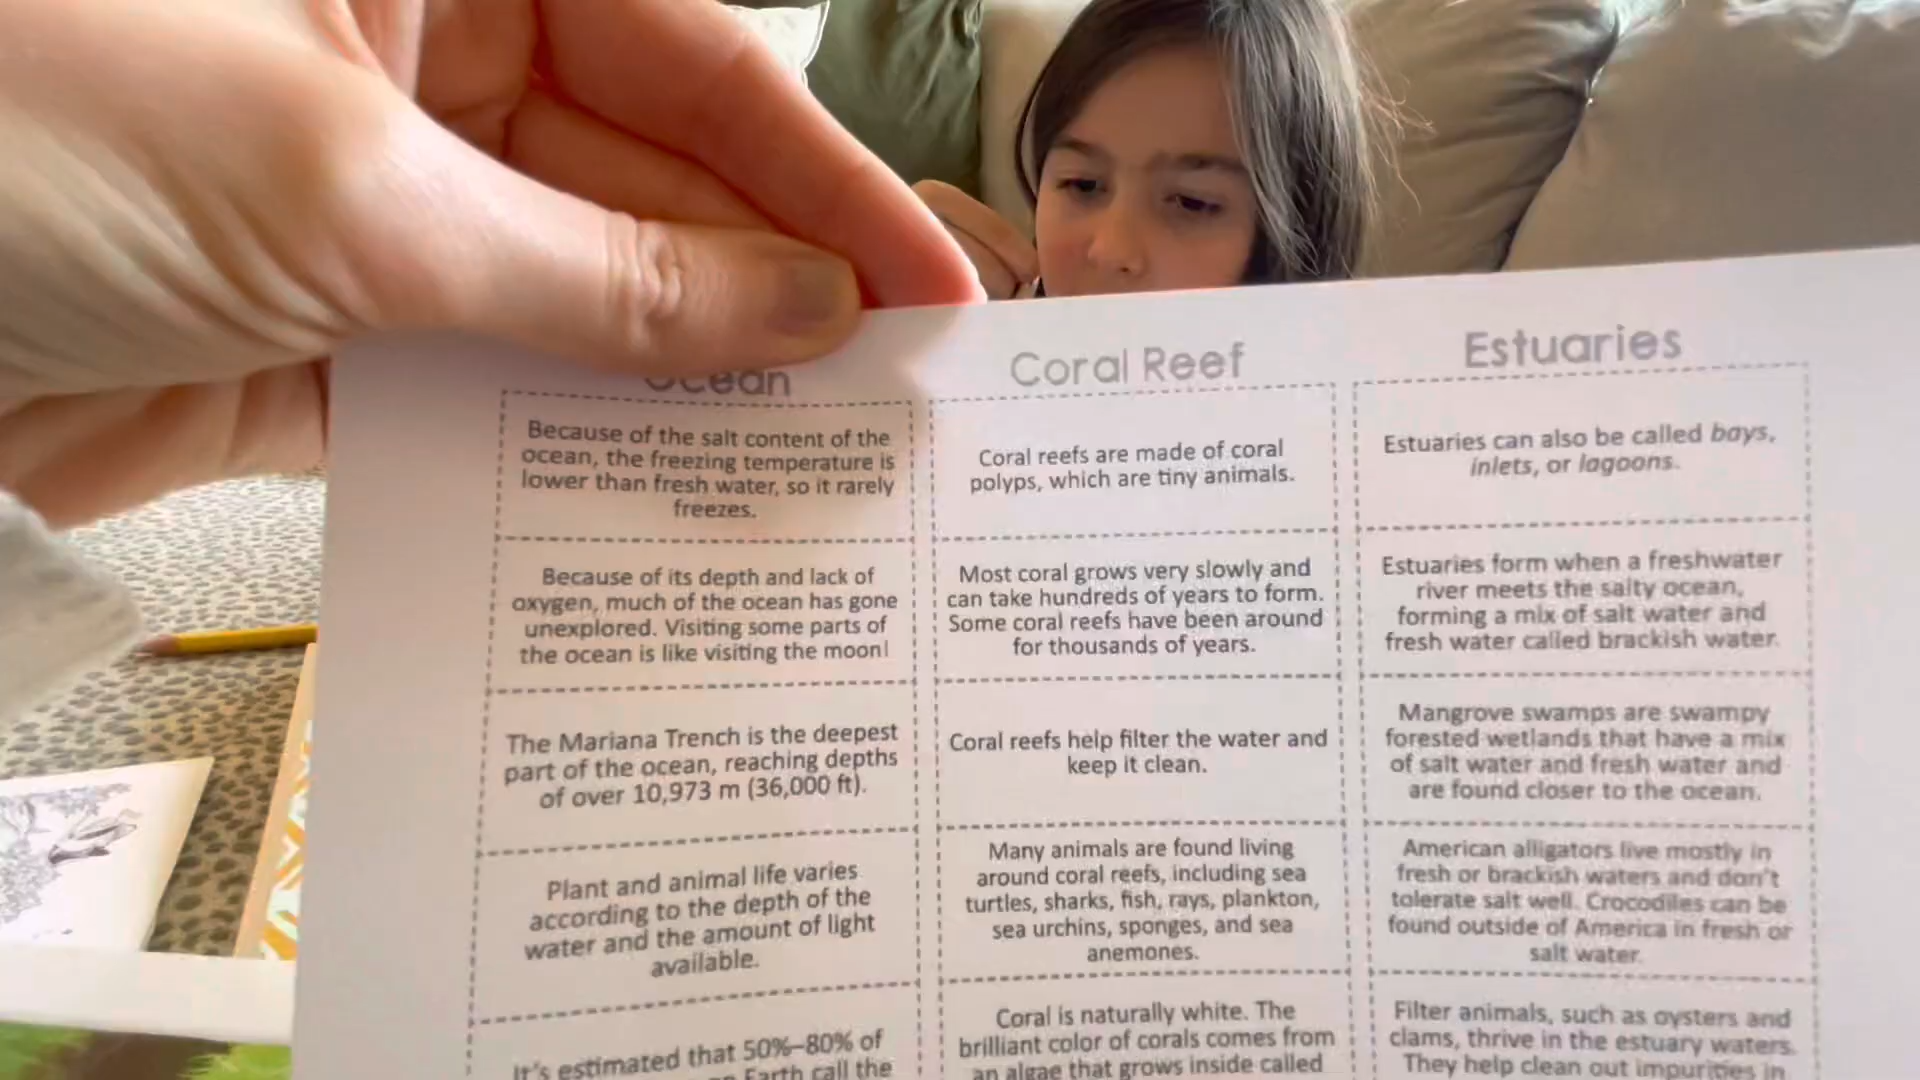 Ocean
Because of the salt content of the
ocean, the freezing temperature is
lower than fresh water, so it rarely
freezes.
Because of its depth and lack of
oxygen, much of the ocean has gone
unexplored. Visiting some parts of
the ocean is like visiting the moon!
The Mariana Trench is the deepest
part of the ocean, reaching depths
of over 10,973 m (36,000 ft).
Plant and animal life varies
according to the depth of the
water and the amount of light
available.
It's estimated that 50%–80% of
Earth call the
Coral Reef
Coral reefs are made of coral
polyps, which are tiny animals.
Most coral grows very slowly and
can take hundreds of years to form.
Some coral reefs have been around
for thousands of years.
Coral reefs help filter the water and
keep it clean.
Many animals are found living
around coral reefs, including sea
turtles, sharks, fish, rays, plankton,
sea urchins, sponges, and sea
anemones.
Coral is naturally white. The
brilliant color of corals comes from
an algae that grows inside called
Estuaries
Estuaries can also be called bays,
inlets, or lagoons.
Estuaries form when a freshwater
river meets the salty ocean,
forming a mix of salt water and
fresh water called brackish water.
Mangrove swamps are swampy
forested wetlands that have a mix
of salt water and fresh water and
are found closer to the ocean.
American alligators live mostly in
fresh or brackish waters and don't
tolerate salt well. Crocodiles can be
found outside of America in fresh or
salt water.
Filter animals, such as oysters and
clams, thrive in the estuary waters.
They help clean out impurities in